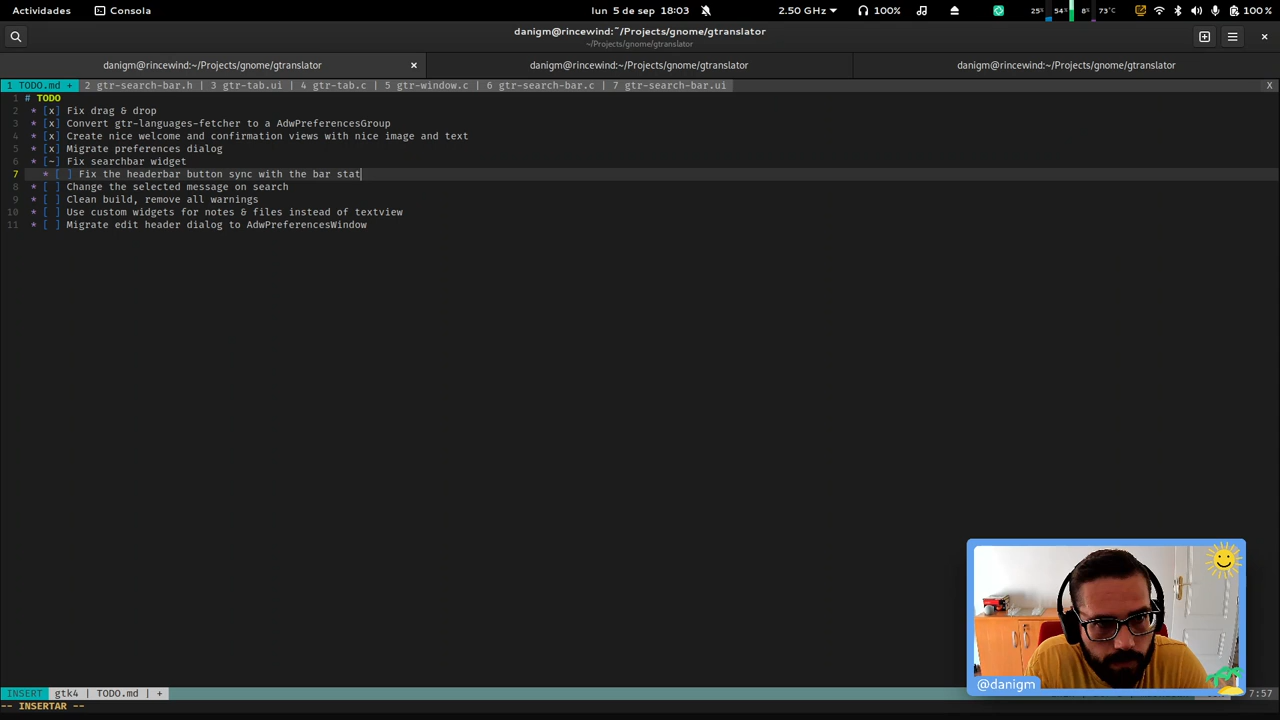 Actividades Consola lun 5 de sep 18:03 2.50 GHz 100% 25% 54% 8% 73°C 100 %
danigm@rincewind:~/Projects/gnome/gtranslator
~/Projects/gnome/gtranslator
danigm@rincewind:~/Projects/gnome/gtranslator × danigm@rincewind:~/Projects/gnome/gtranslator danigm@rincewind:~/Projects/gnome/gtranslator
1 TODO.md + 2 gtr-search-bar.h | 3 gtr-tab.ui | 4 gtr-tab.c | 5 gtr-window.c | 6 gtr-search-bar.c | 7 gtr-search-bar.ui X
1 # TODO
2 * [x] Fix drag & drop
3 * [x] Convert gtr-languages-fetcher to a AdwPreferencesGroup
4 * [x] Create nice welcome and confirmation views with nice image and text
5 * [x] Migrate preferences dialog
6 * [~] Fix searchbar widget
7 * [ ] Fix the headerbar button sync with the bar stat
8 * [ ] Change the selected message on search
9 * [ ] Clean build, remove all warnings
10 * [ ] Use custom widgets for notes & files instead of textview
11 * [ ] Migrate edit header dialog to AdwPreferencesWindow
@danigm
INSERT gtk4 | TODO.md | + 7:57
-- INSERTAR --